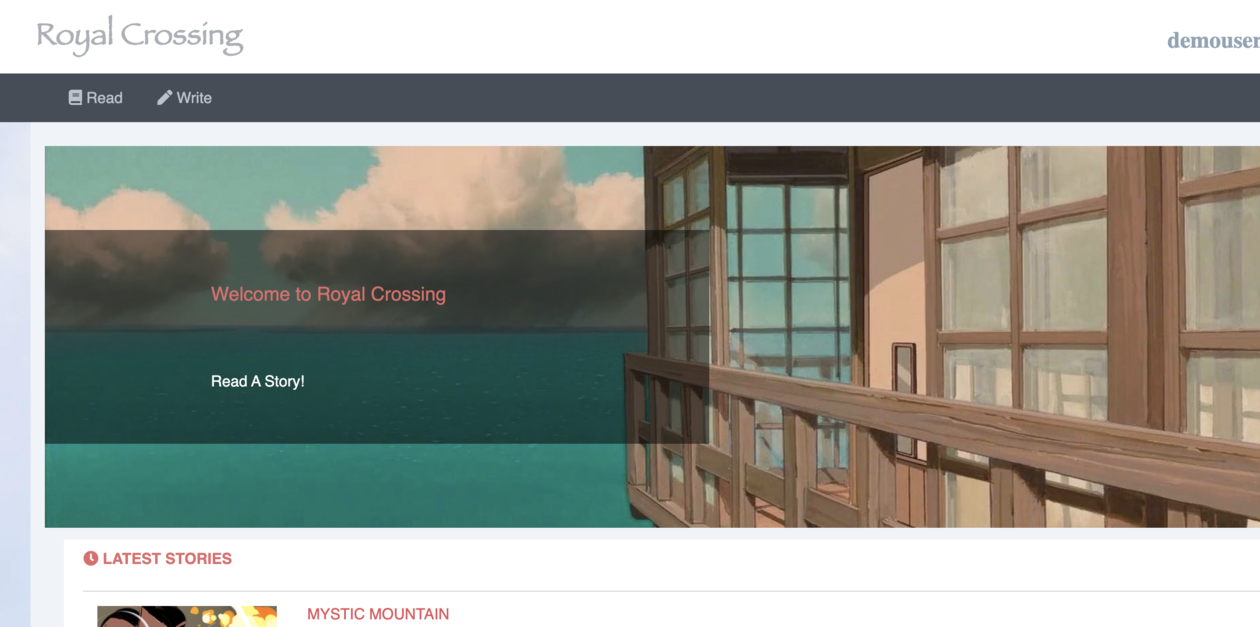 Royal Crossing
demouser
Read
Write
Welcome to Royal Crossing
Read A Story!
LATEST STORIES
MYSTIC MOUNTAIN